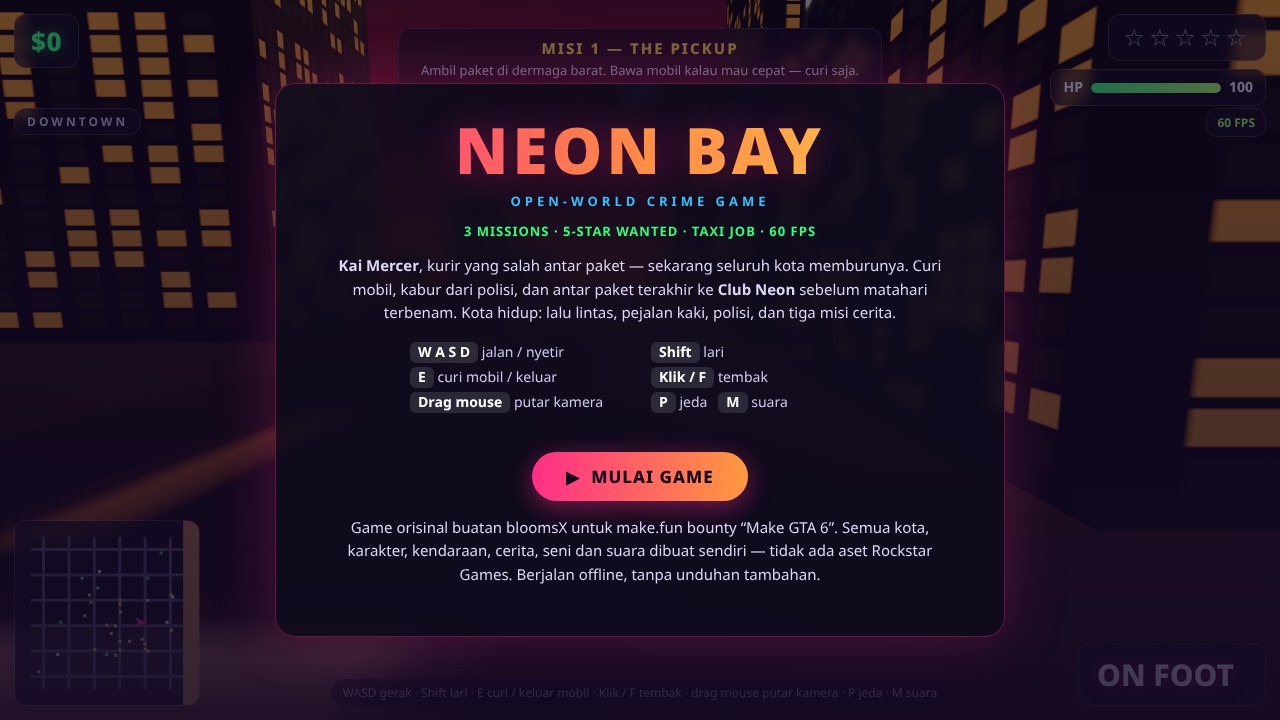 $0
MISI 1 — THE PICKUP
Ambil paket di dermaga barat. Bawa mobil kalau mau cepat — curi saja.
☆☆☆☆☆
HP 100
60 FPS
DOWNTOWN
NEON BAY
OPEN-WORLD CRIME GAME
3 MISSIONS · 5-STAR WANTED · TAXI JOB · 60 FPS
Kai Mercer, kurir yang salah antar paket — sekarang seluruh kota memburunya. Curi
mobil, kabur dari polisi, dan antar paket terakhir ke Club Neon sebelum matahari
terbenam. Kota hidup: lalu lintas, pejalan kaki, polisi, dan tiga misi cerita.
W A S D jalan / nyetir
Shift lari
E curi mobil / keluar
Klik / F tembak
Drag mouse putar kamera
P jeda M suara
▶ MULAI GAME
Game orisinal buatan bloomsX untuk make.fun bounty “Make GTA 6”. Semua kota,
karakter, kendaraan, cerita, seni dan suara dibuat sendiri — tidak ada aset Rockstar
Games. Berjalan offline, tanpa unduhan tambahan.
ON FOOT
WASD gerak · Shift lari · E curi / keluar mobil · Klik / F tembak · drag mouse putar kamera · P jeda · M suara